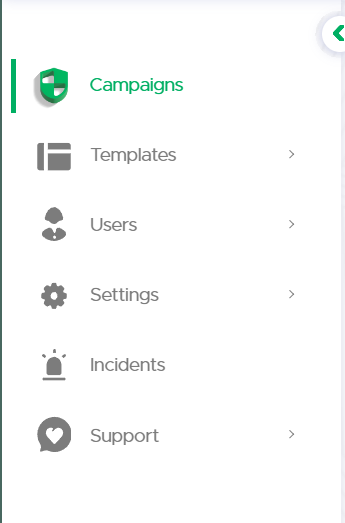 Campaigns
Templates
Users
Settings
Incidents
Support